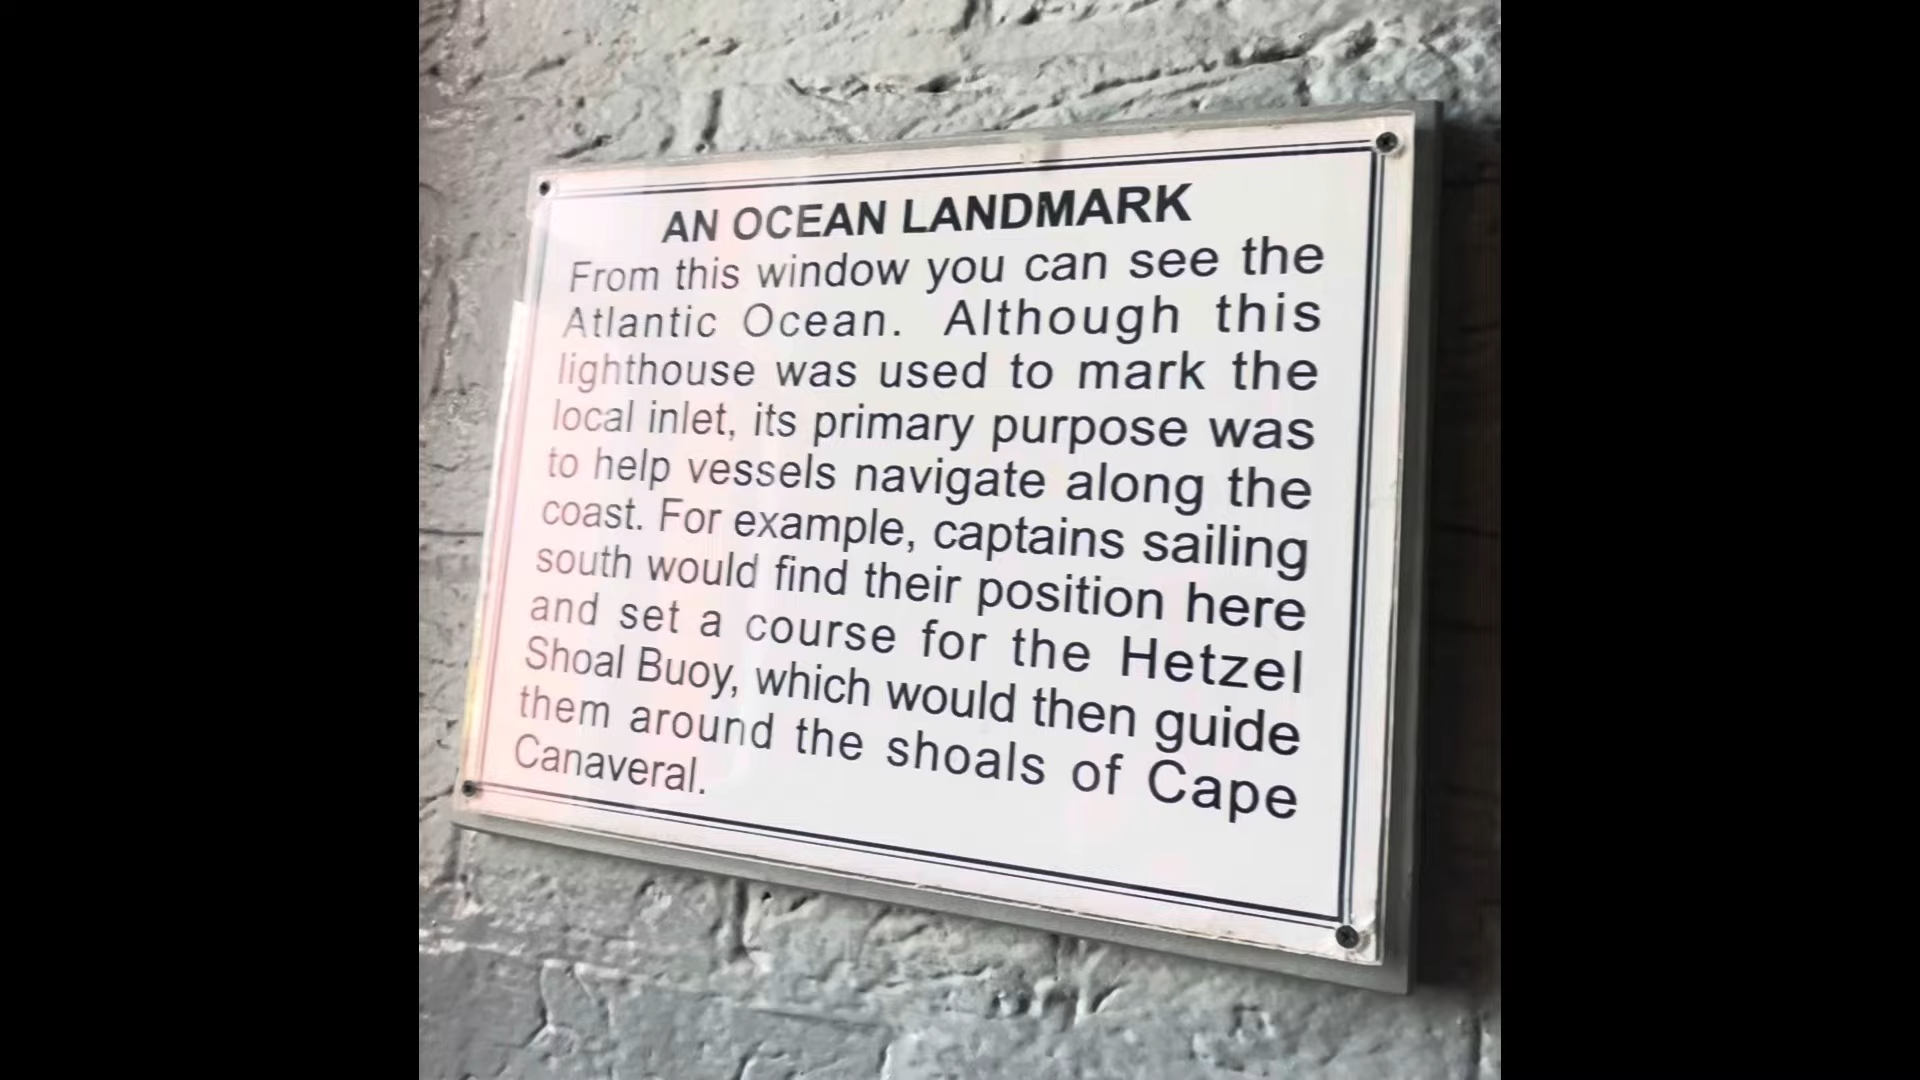 AN OCEAN LANDMARK
From this window you can see the
Atlantic Ocean. Although this
lighthouse was used to mark the
local inlet, its primary purpose was
to help vessels navigate along the
coast. For example, captains sailing
south would find their position here
and set a course for the Hetzel
Shoal Buoy, which would then guide
them around the shoals of Cape
Canaveral.